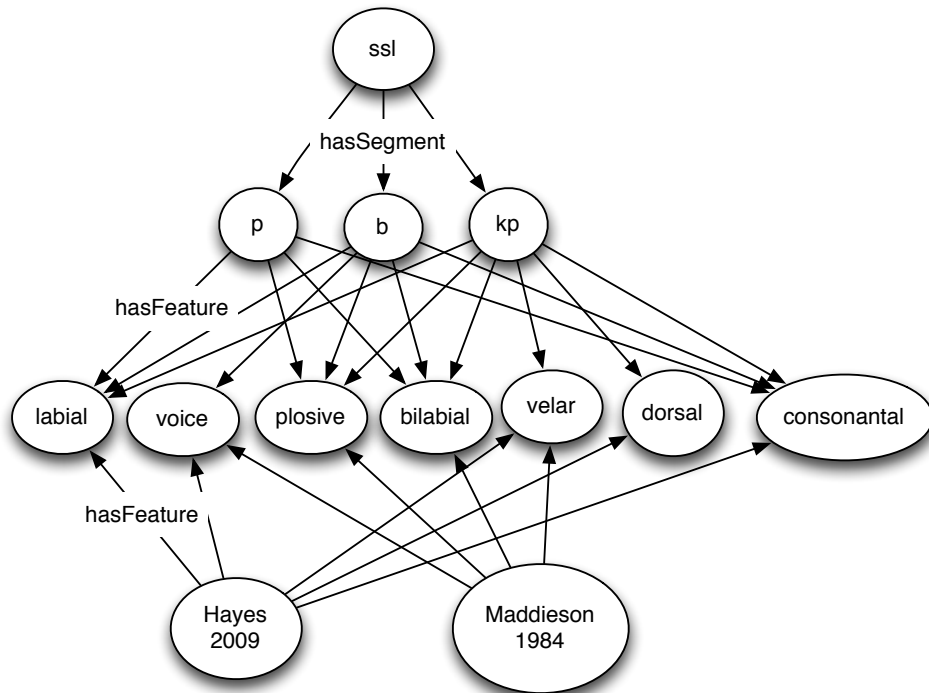 ssl
hasSegment
p
b
kp
hasFeature
labial
voice
plosive
bilabial
velar
dorsal
consonantal
hasFeature
Hayes
2009
Maddieson
1984